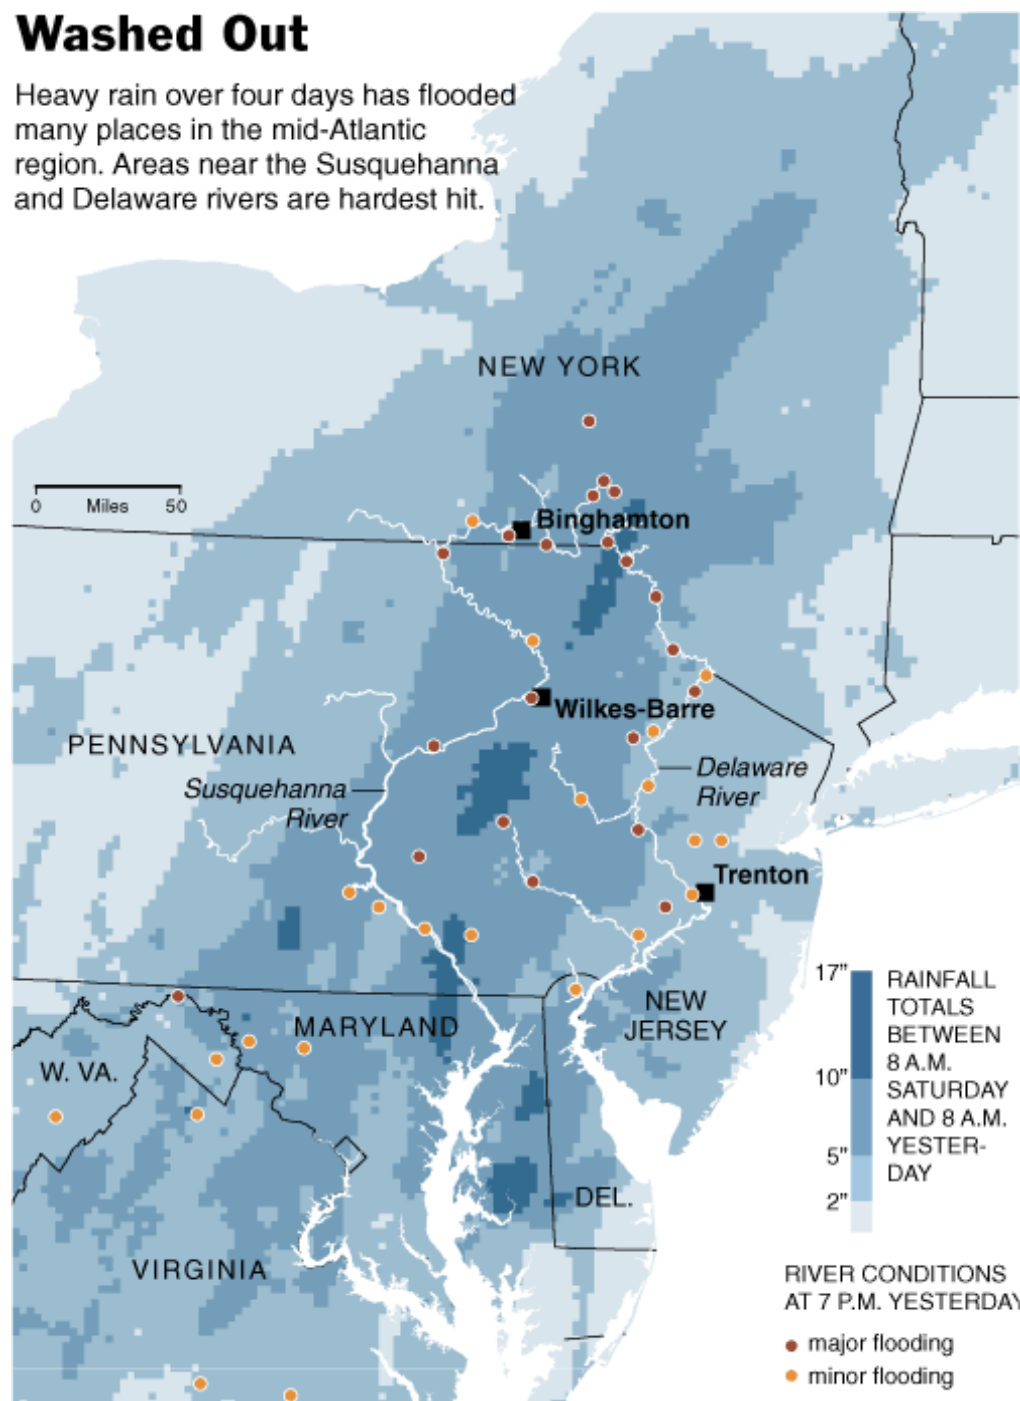 Washed Out
Heavy rain over four days has flooded
many places in the mid-Atlantic
region. Areas near the Susquehanna
and Delaware rivers are hardest hit.
NEW YORK
0 Miles 50
Binghamton
Wilkes-Barre
PENNSYLVANIA
Susquehanna
River
Delaware
River
Trenton
NEW
JERSEY
MARYLAND
W. VA.
DEL.
VIRGINIA
17"
10"
5"
2"
RAINFALL
TOTALS
BETWEEN
8 A.M.
SATURDAY
AND 8 A.M.
YESTER-
DAY
RIVER CONDITIONS
AT 7 P.M. YESTERDAY
major flooding
minor flooding